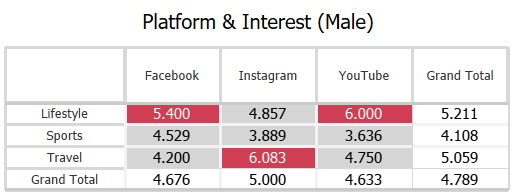 Platform & Interest (Male)
Facebook Instagram YouTube Grand Total
Lifestyle 5.400 4.857 6.000 5.211
Sports 4.529 3.889 3.636 4.108
Travel 4.200 6.083 4.750 5.059
Grand Total 4.676 5.000 4.633 4.789